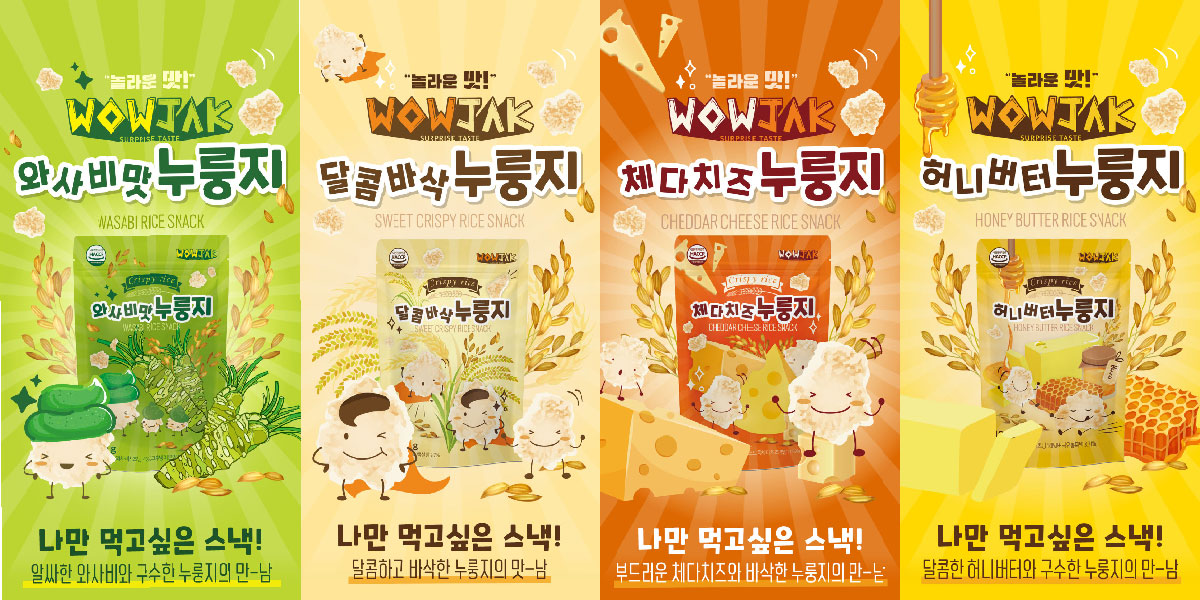 "놀라운 맛!"
WOWJAK
SURPRISE TASTE
와사비맛 누룽지
WASABI RICE SNACK
HACCP
WOWJAK
Crispy rice
와사비맛누룽지
WASABI RICE SNACK
나만 먹고싶은 스낵!
알싸한 와사비와 구수한 누룽지의 만-남
"놀라운 맛!"
WOWJAK
SURPRISE TASTE
달콤바삭 누룽지
SWEET CRISPY RICE SNACK
HACCP
WOWJAK
Crispy rice
달콤바삭누룽지
SWEET CRISPY RICE SNACK
나만 먹고싶은 스낵!
달콤하고 바삭한 누룽지의 맛-남
"놀라운 맛!"
WOWJAK
SURPRISE TASTE
체다치즈 누룽지
CHEDDAR CHEESE RICE SNACK
HACCP
WOWJAK
Crispy rice
체다치즈누룽지
CHEDDAR CHEESE RICE SNACK
나만 먹고싶은 스낵!
부드러운 체다치즈와 바삭한 누룽지의 만-남
"놀라운 맛!"
WOWJAK
SURPRISE TASTE
허니버터 누룽지
HONEY BUTTER RICE SNACK
HACCP
WOWJAK
Crispy rice
허니버터누룽지
HONEY BUTTER RICE SNACK
나만 먹고싶은 스낵!
달콤한 허니버터와 구수한 누룽지의 만-남